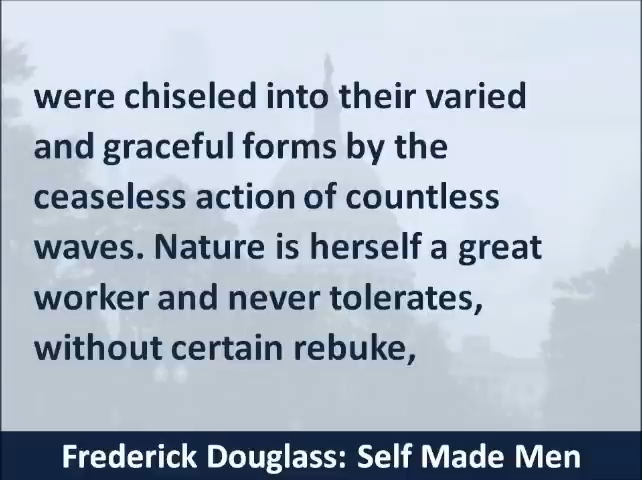 were chiseled into their varied
and graceful forms by the
ceaseless action of countless
waves. Nature is herself a great
worker and never tolerates,
without certain rebuke,
Frederick Douglass: Self Made Men